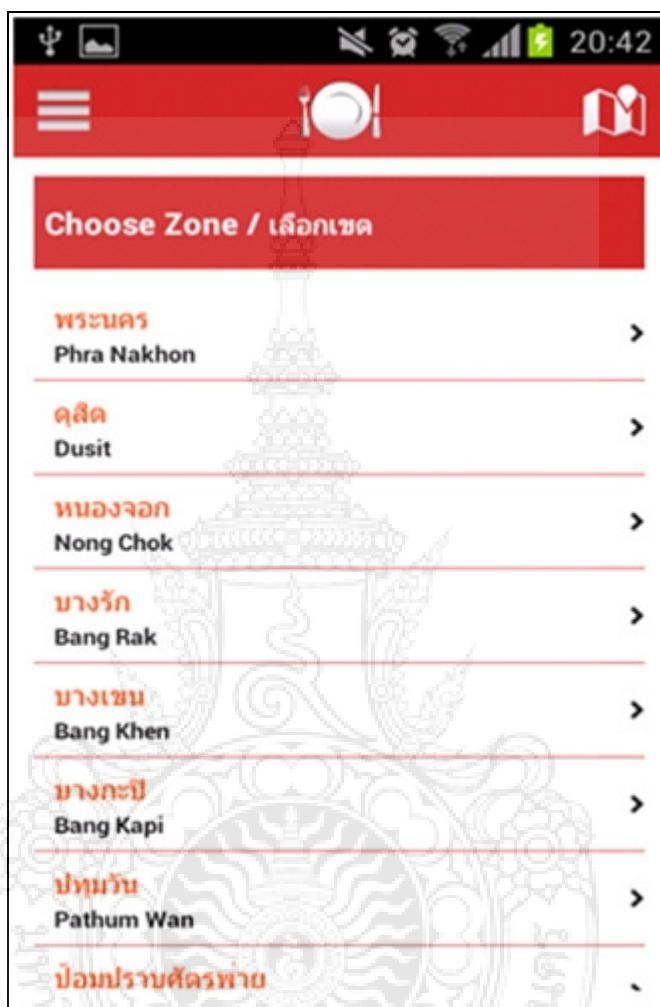 20:42
Choose Zone / เลือกเขต
พระนคร
Phra Nakhon
ดุสิต
Dusit
หนองจอก
Nong Chok
บางรัก
Bang Rak
บางเขน
Bang Khen
บางกะปิ
Bang Kapi
ปทุมวัน
Pathum Wan
ป้อมปราบศัตรูพ่าย